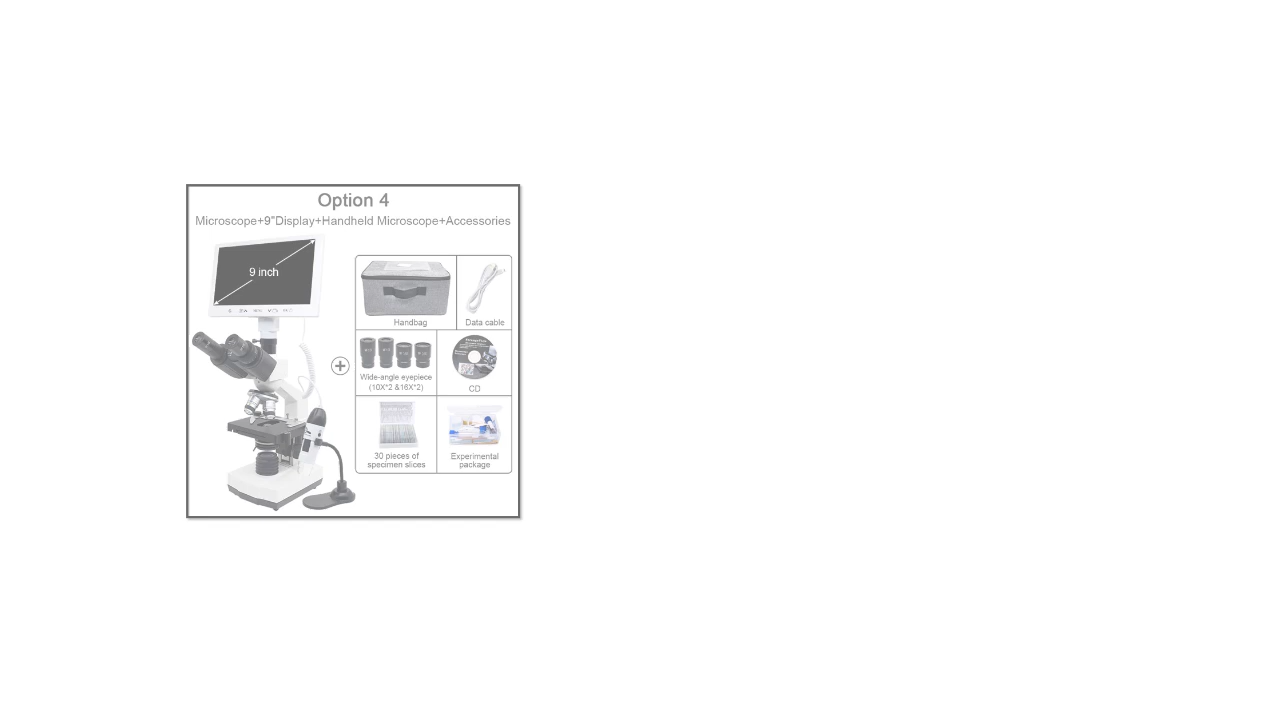 Option 4
Microscope+9"Display+Handheld Microscope+Accessories
9 inch
Handbag
Data cable
Wide-angle eyepiece
(10X*2 &16X*2)
CD
30 pieces of
specimen slices
Experimental
package